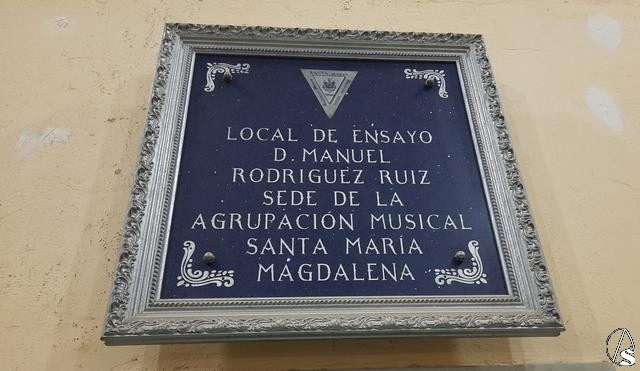 LOCAL DE ENSAYO
D. MANUEL
RODRIGUEZ RUIZ
SEDE DE LA
AGRUPACIÓN MUSICAL
SANTA MARÍA
MAGDALENA